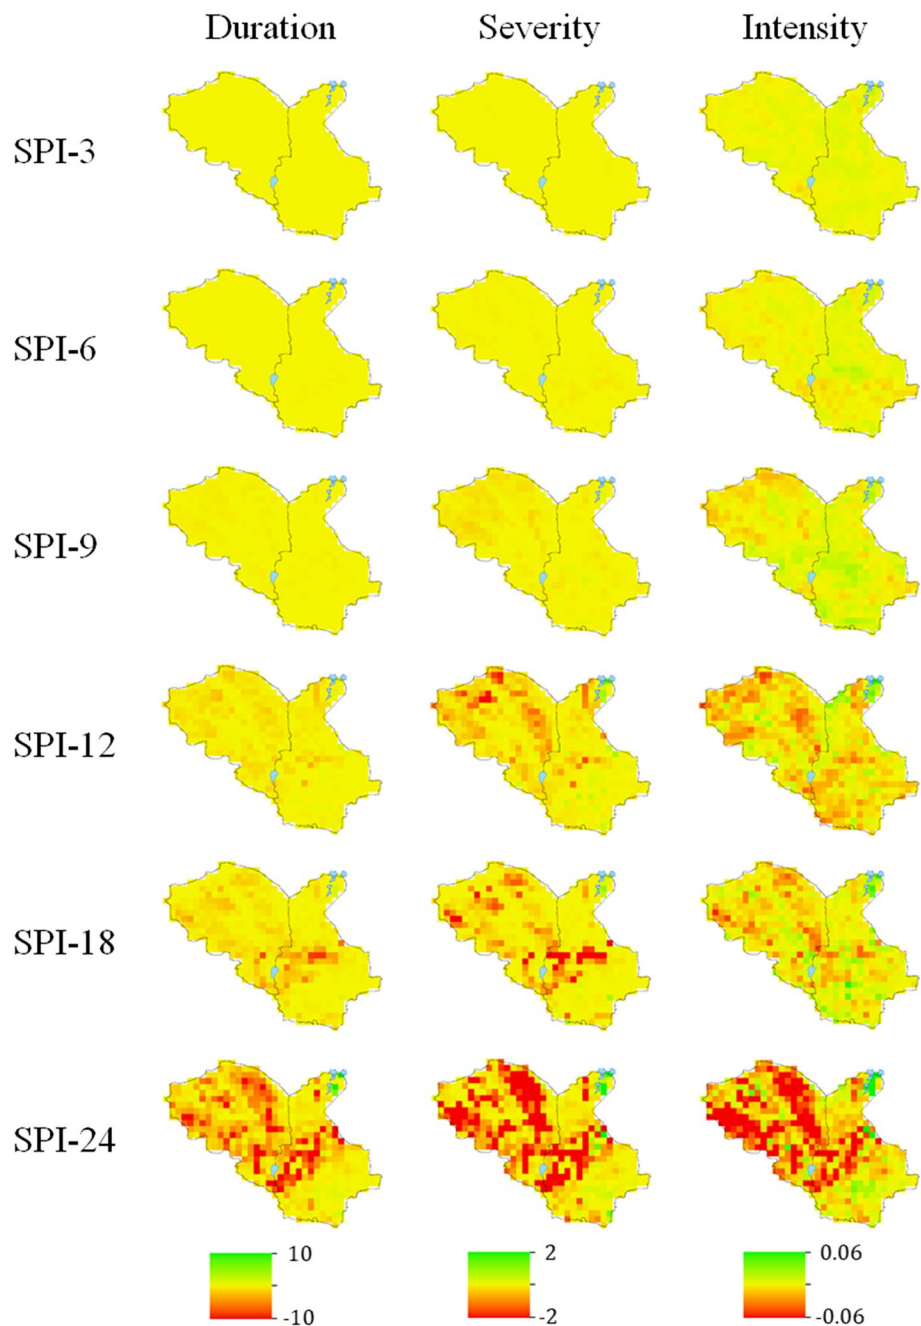 Duration Severity Intensity
SPI-3
SPI-6
SPI-9
SPI-12
SPI-18
SPI-24
10 2 0.06
-10 -2 -0.06